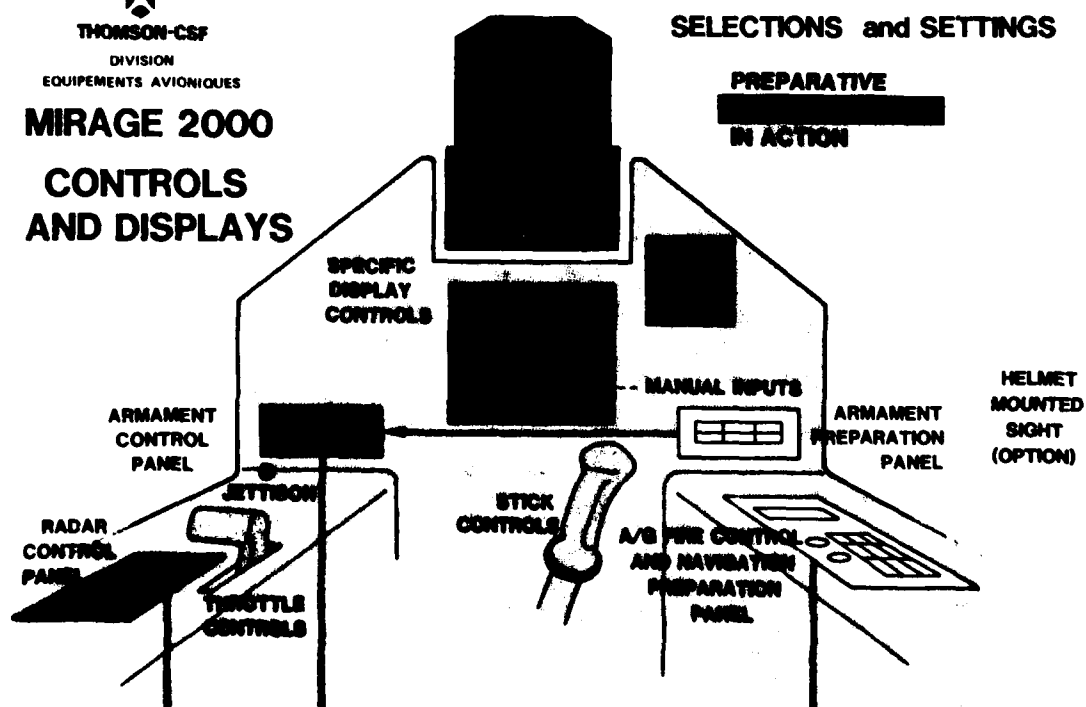 THOMSON-CSF
DIVISION
EQUIPEMENTS AVIONIQUES
MIRAGE 2000
CONTROLS
AND DISPLAYS
SELECTIONS and SETTINGS
PREPARATIVE
IN ACTION
SPECIFIC
DISPLAY
CONTROLS
MANUAL INPUTS
HELMET
MOUNTED
SIGHT
(OPTION)
ARMAMENT
CONTROL
PANEL
ARMAMENT
PREPARATION
PANEL
JETTISON
STICK
CONTROLS
RADAR
CONTROL
PANEL
THROTTLE
CONTROLS
A/G FIRE CONTROL
AND NAVIGATION
PREPARATION
PANEL